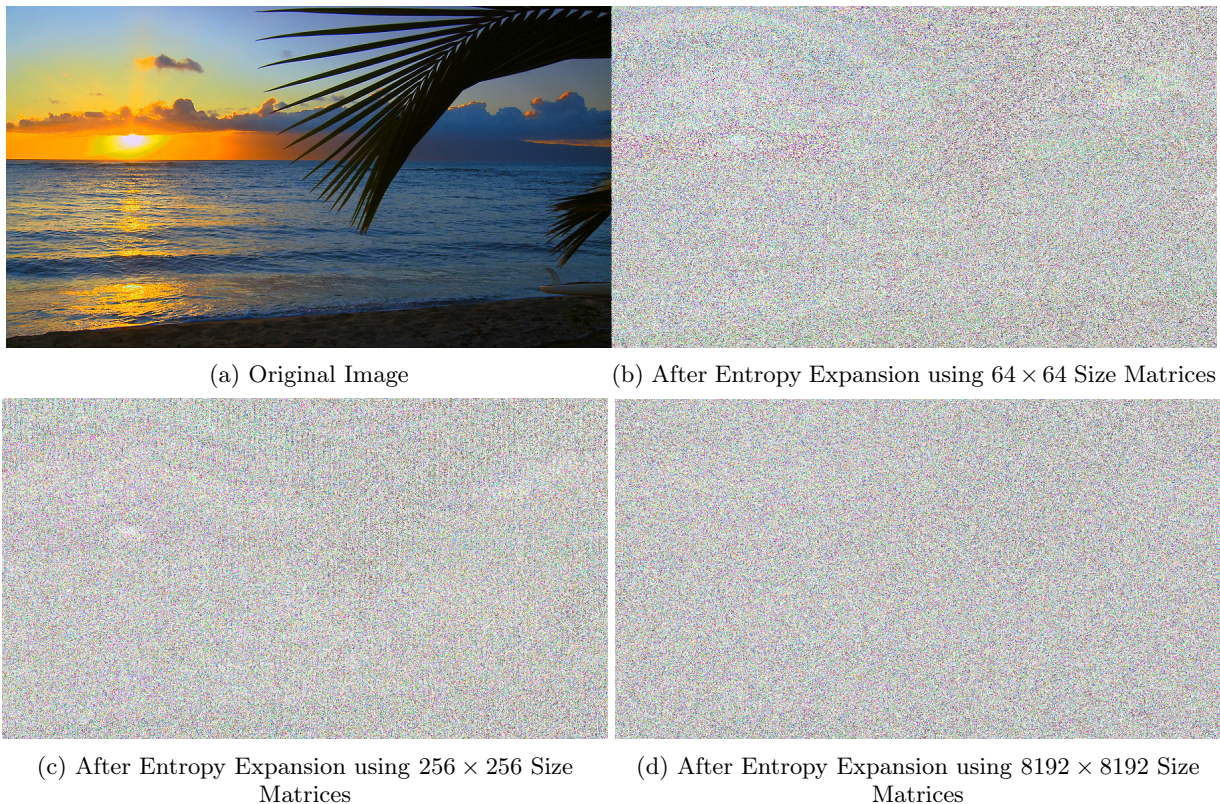 (a) Original Image
(b) After Entropy Expansion using 64 × 64 Size Matrices
(c) After Entropy Expansion using 256 × 256 Size
Matrices
(d) After Entropy Expansion using 8192 × 8192 Size
Matrices